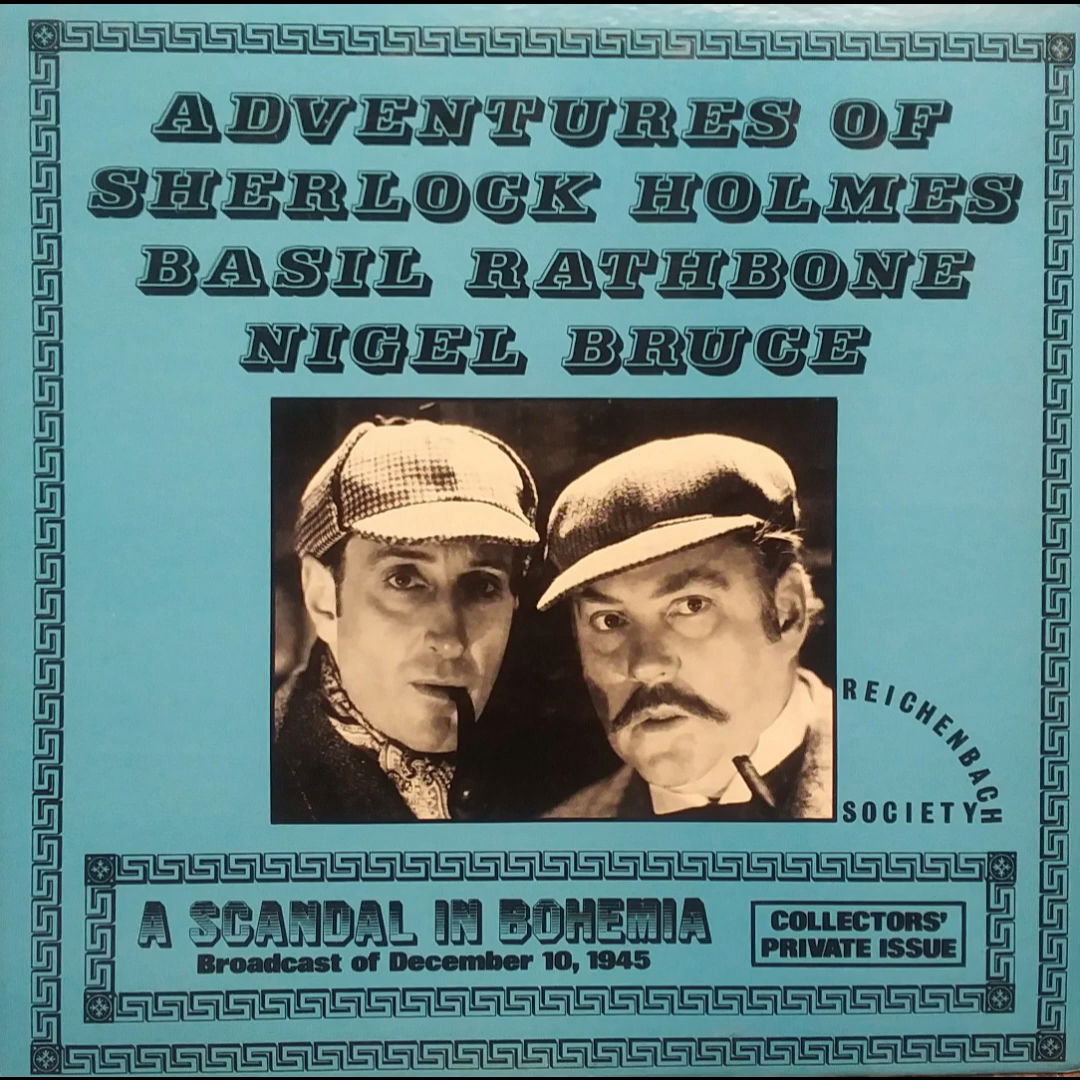 ADVENTURES OF
SHERLOCK HOLMES
BASIL RATHBONE
NIGEL BRUCE
REICHENBACH
SOCIETY
A SCANDAL IN BOHEMIA
Broadcast of December 10, 1945
COLLECTORS'
PRIVATE ISSUE